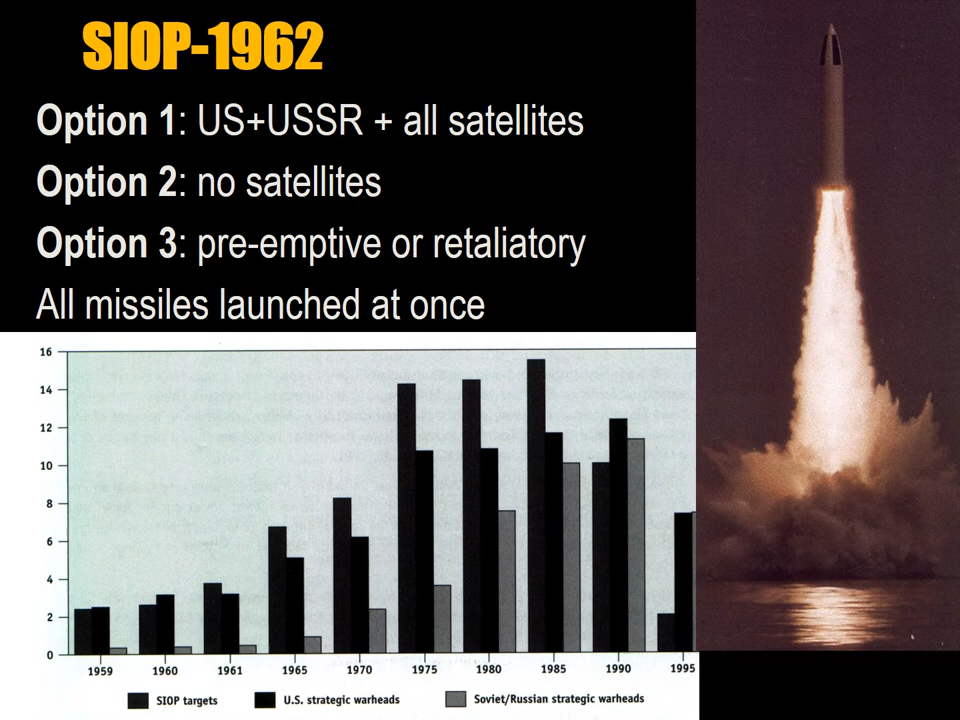 SIOP-1962
Option 1: US+USSR + all satellites
Option 2: no satellites
Option 3: pre-emptive or retaliatory
All missiles launched at once
16
14
12
10
8
6
4
2
0
1959 1960 1961 1965 1970 1975 1980 1985 1990 1995
SIOP targets U.S. strategic warheads Soviet/Russian strategic warheads